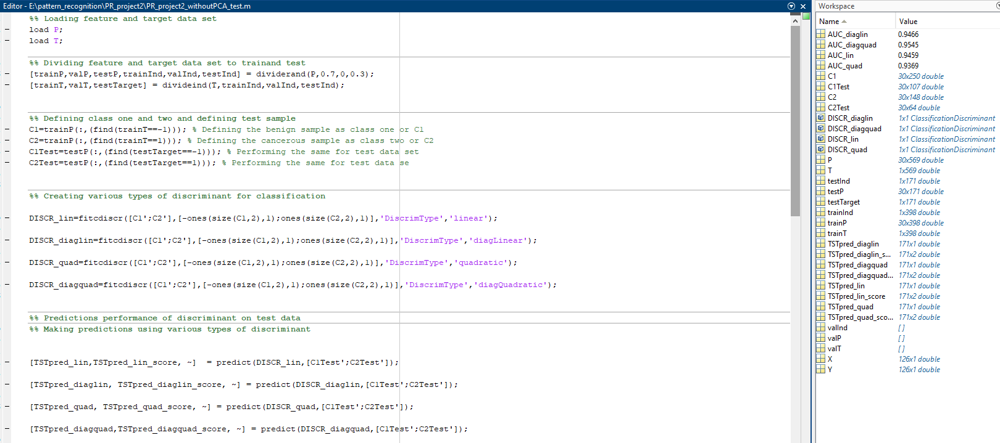 Editor - E:\pattern_recognition\PR_project2\PR_project2_withoutPCA_test.m
%% Loading feature and target data set
load P;
load T;
%% Dividing feature and target data set to trainand test
[trainP,valP,testP,trainInd,valInd,testInd] = dividerand(P,0.7,0,0.3);
[trainT,valT,testTarget] = divideind(T,trainInd,valInd,testInd);
%% Defining class one and two and defining test sample
C1=trainP(:,(find(trainT==-1))); % Defining the benign sample as class one or C1
C2=trainP(:,(find(trainT==1))); % Defining the cancerous sample as class two or C2
C1Test=testP(:,(find(testTarget==-1))); % Performing the same for test data set
C2Test=testP(:,(find(testTarget==1))); % Performing the same for test data se
%% Creating various types of discriminant for classification
DISCR_lin=fitcdiscr([C1';C2'],[-ones(size(C1,2),1);ones(size(C2,2),1)],'DiscrimType','linear');
DISCR_diaglin=fitcdiscr([C1';C2'],[-ones(size(C1,2),1);ones(size(C2,2),1)],'DiscrimType','diagLinear');
DISCR_quad=fitcdiscr([C1';C2'],[-ones(size(C1,2),1);ones(size(C2,2),1)],'DiscrimType','quadratic');
DISCR_diagquad=fitcdiscr([C1';C2'],[-ones(size(C1,2),1);ones(size(C2,2),1)],'DiscrimType','diagQuadratic');
%% Predictions performance of discriminant on test data
%% Making predictions using various types of discriminant
[TSTpred_lin,TSTpred_lin_score, ~]  = predict(DISCR_lin,[C1Test';C2Test']);
[TSTpred_diaglin, TSTpred_diaglin_score, ~] = predict(DISCR_diaglin,[C1Test';C2Test']);
[TSTpred_quad, TSTpred_quad_score, ~] = predict(DISCR_quad,[C1Test';C2Test']);
[TSTpred_diagquad,TSTpred_diagquad_score, ~] = predict(DISCR_diagquad,[C1Test';C2Test']);
Workspace
Name Value
AUC_diaglin 0.9466
AUC_diagquad 0.9545
AUC_lin 0.9459
AUC_quad 0.9369
C1 30x250 double
C1Test 30x107 double
C2 30x148 double
C2Test 30x64 double
DISCR_diaglin 1x1 ClassificationDiscriminant
DISCR_diagquad 1x1 ClassificationDiscriminant
DISCR_lin 1x1 ClassificationDiscriminant
DISCR_quad 1x1 ClassificationDiscriminant
P 30x569 double
T 1x569 double
testInd 1x171 double
testP 30x171 double
testTarget 1x171 double
trainInd 1x398 double
trainP 30x398 double
trainT 1x398 double
TSTpred_diaglin 171x1 double
TSTpred_diaglin_s... 171x2 double
TSTpred_diagquad 171x1 double
TSTpred_diagquad... 171x2 double
TSTpred_lin 171x1 double
TSTpred_lin_score 171x2 double
TSTpred_quad 171x1 double
TSTpred_quad_sco... 171x2 double
valInd []
valP []
valT []
X 126x1 double
Y 126x1 double